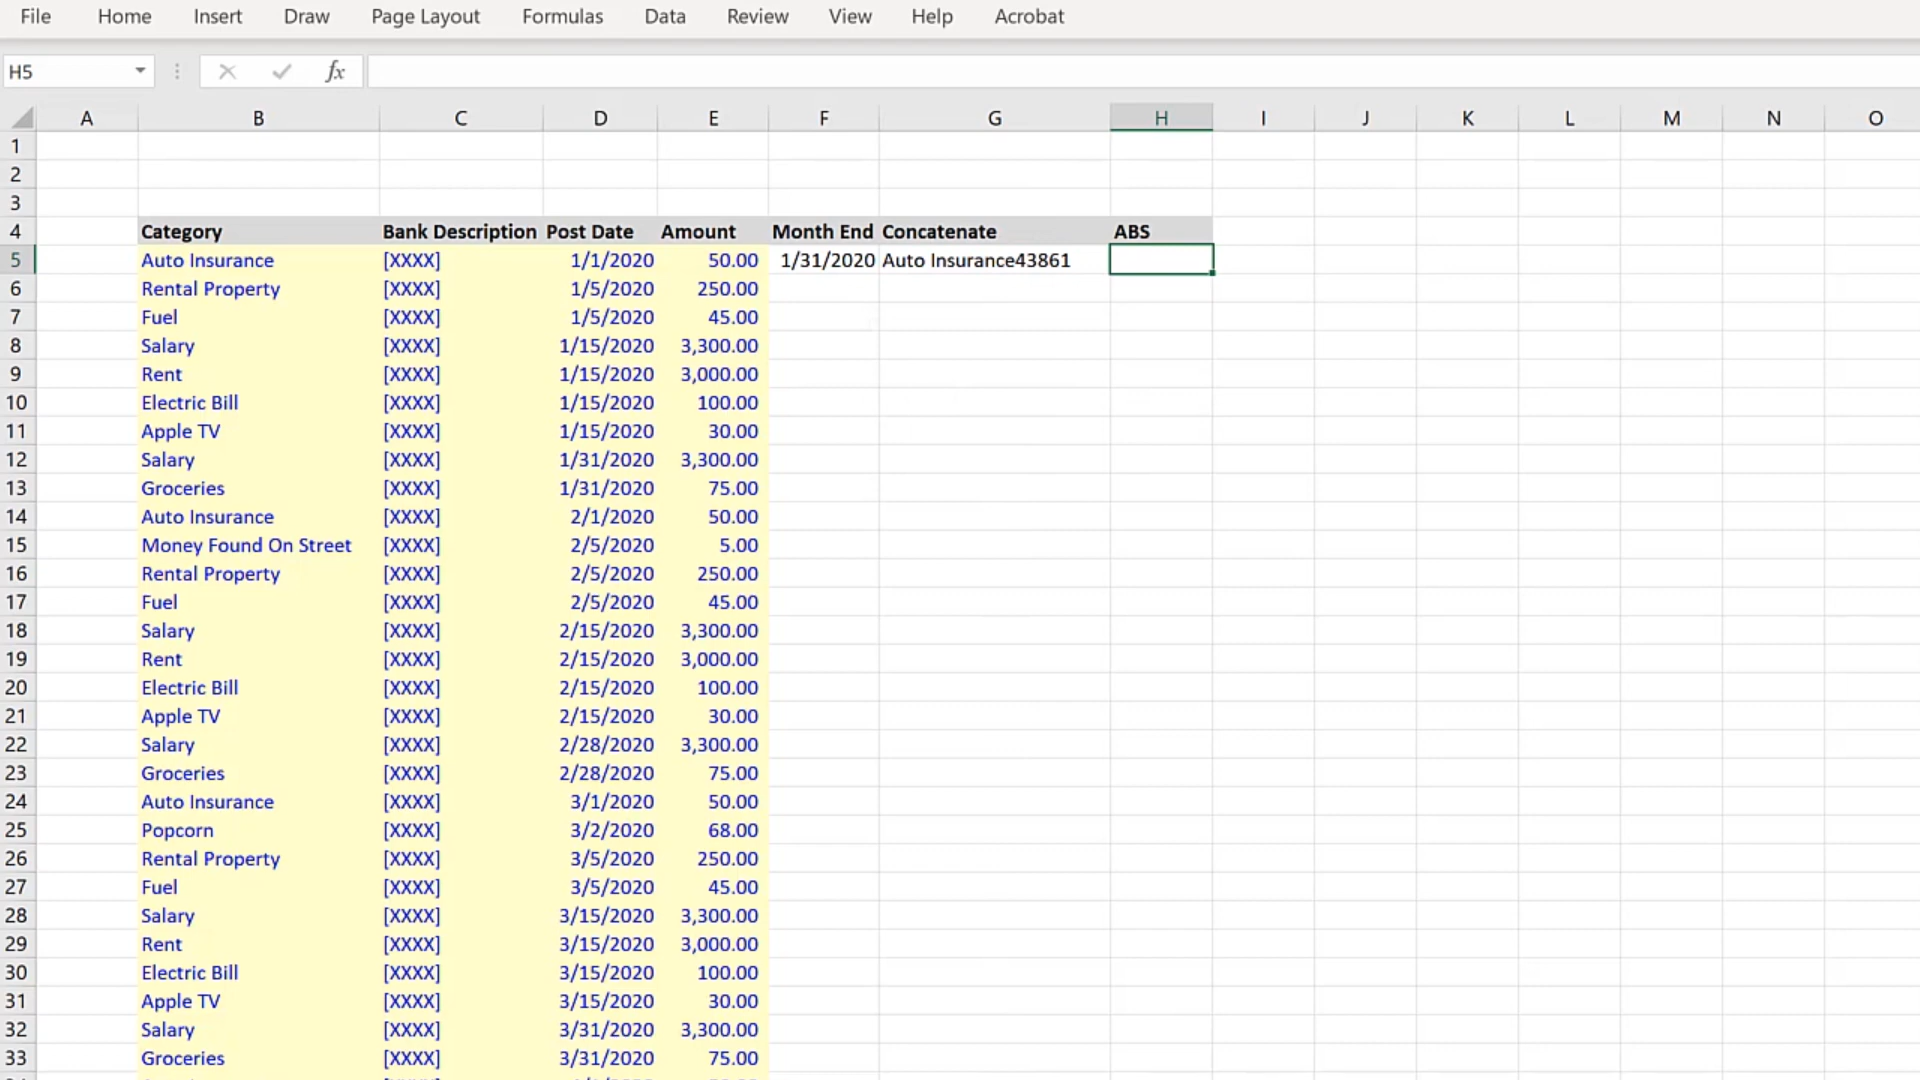 File Home Insert Draw Page Layout Formulas Data Review View Help Acrobat
H5 fx
A B C D E F G H I J K L M N O
1
2
3
4 Category Bank Description Post Date Amount Month End Concatenate ABS
5 Auto Insurance [XXXX] 1/1/2020 50.00 1/31/2020 Auto Insurance43861
6 Rental Property [XXXX] 1/5/2020 250.00
7 Fuel [XXXX] 1/5/2020 45.00
8 Salary [XXXX] 1/15/2020 3,300.00
9 Rent [XXXX] 1/15/2020 3,000.00
10 Electric Bill [XXXX] 1/15/2020 100.00
11 Apple TV [XXXX] 1/15/2020 30.00
12 Salary [XXXX] 1/31/2020 3,300.00
13 Groceries [XXXX] 1/31/2020 75.00
14 Auto Insurance [XXXX] 2/1/2020 50.00
15 Money Found On Street [XXXX] 2/5/2020 5.00
16 Rental Property [XXXX] 2/5/2020 250.00
17 Fuel [XXXX] 2/5/2020 45.00
18 Salary [XXXX] 2/15/2020 3,300.00
19 Rent [XXXX] 2/15/2020 3,000.00
20 Electric Bill [XXXX] 2/15/2020 100.00
21 Apple TV [XXXX] 2/15/2020 30.00
22 Salary [XXXX] 2/28/2020 3,300.00
23 Groceries [XXXX] 2/28/2020 75.00
24 Auto Insurance [XXXX] 3/1/2020 50.00
25 Popcorn [XXXX] 3/2/2020 68.00
26 Rental Property [XXXX] 3/5/2020 250.00
27 Fuel [XXXX] 3/5/2020 45.00
28 Salary [XXXX] 3/15/2020 3,300.00
29 Rent [XXXX] 3/15/2020 3,000.00
30 Electric Bill [XXXX] 3/15/2020 100.00
31 Apple TV [XXXX] 3/15/2020 30.00
32 Salary [XXXX] 3/31/2020 3,300.00
33 Groceries [XXXX] 3/31/2020 75.00